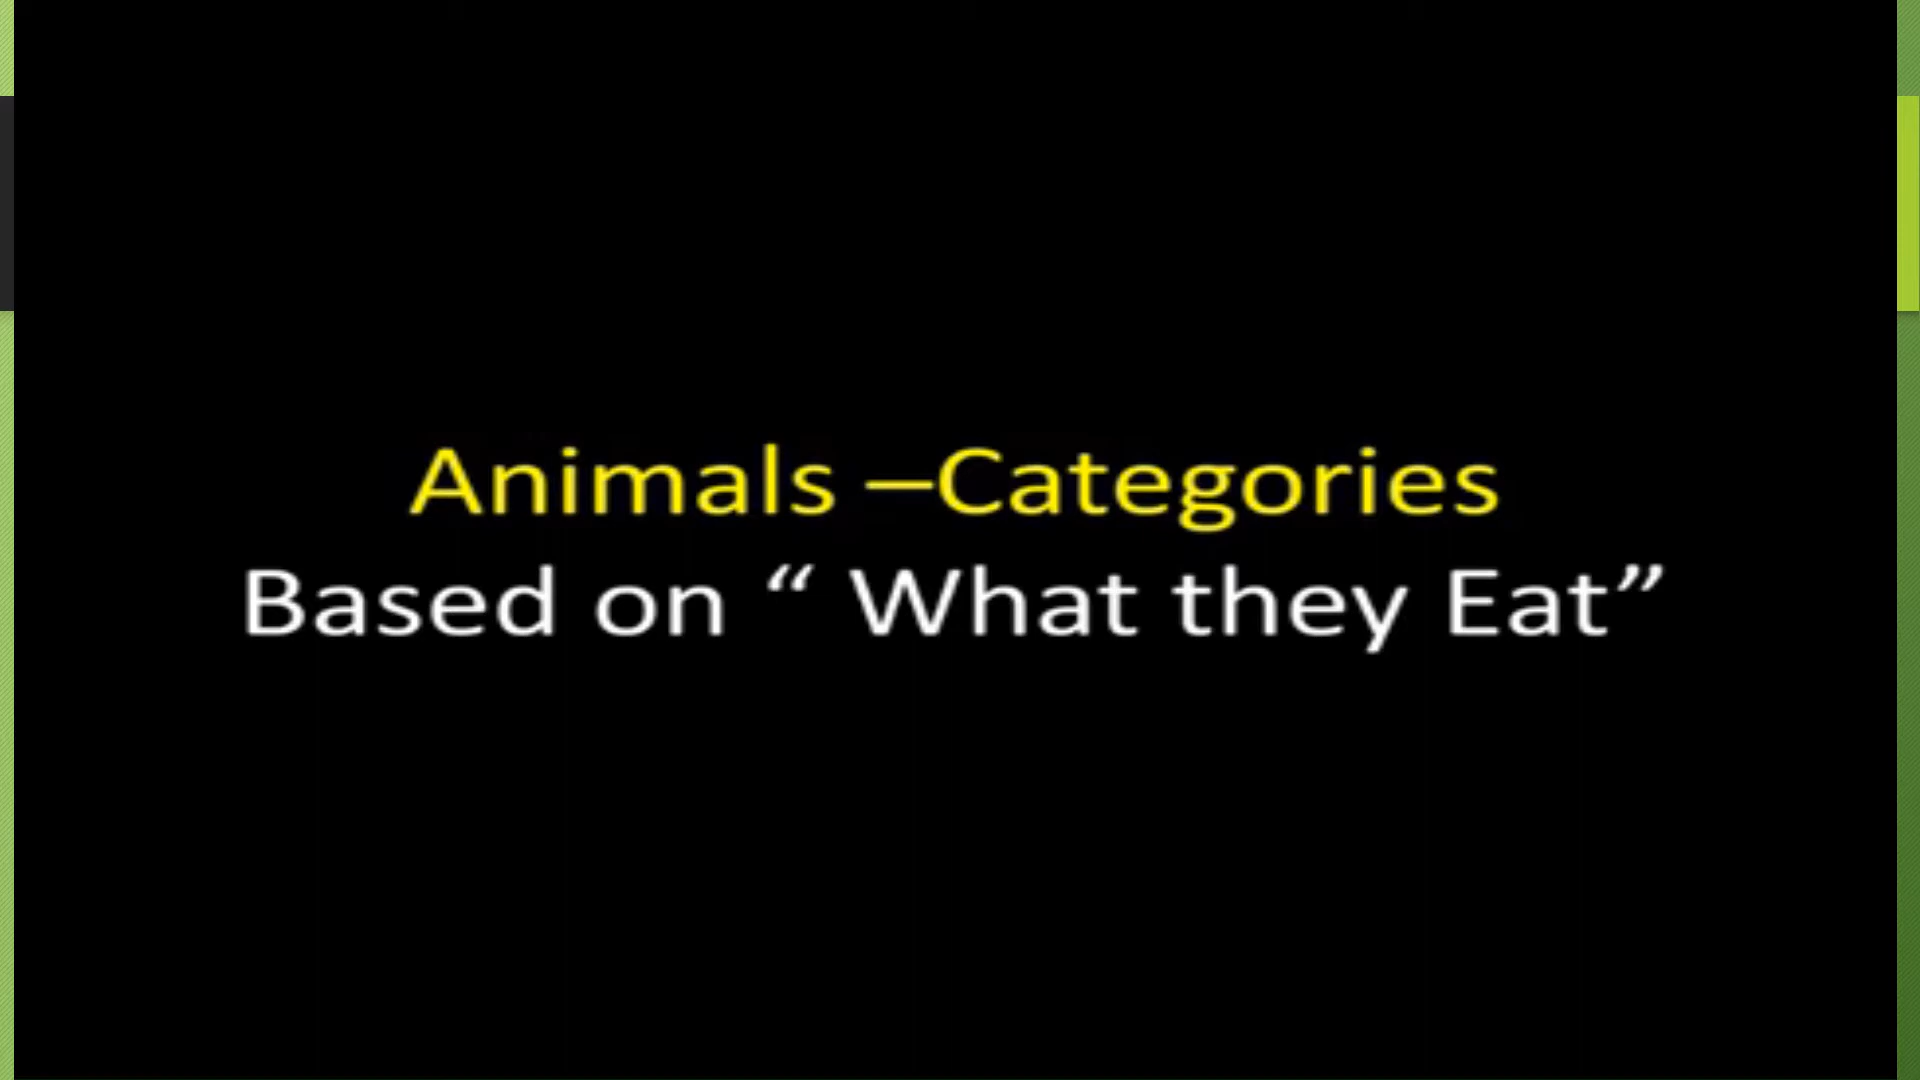 Animals –Categories
Based on “ What they Eat”